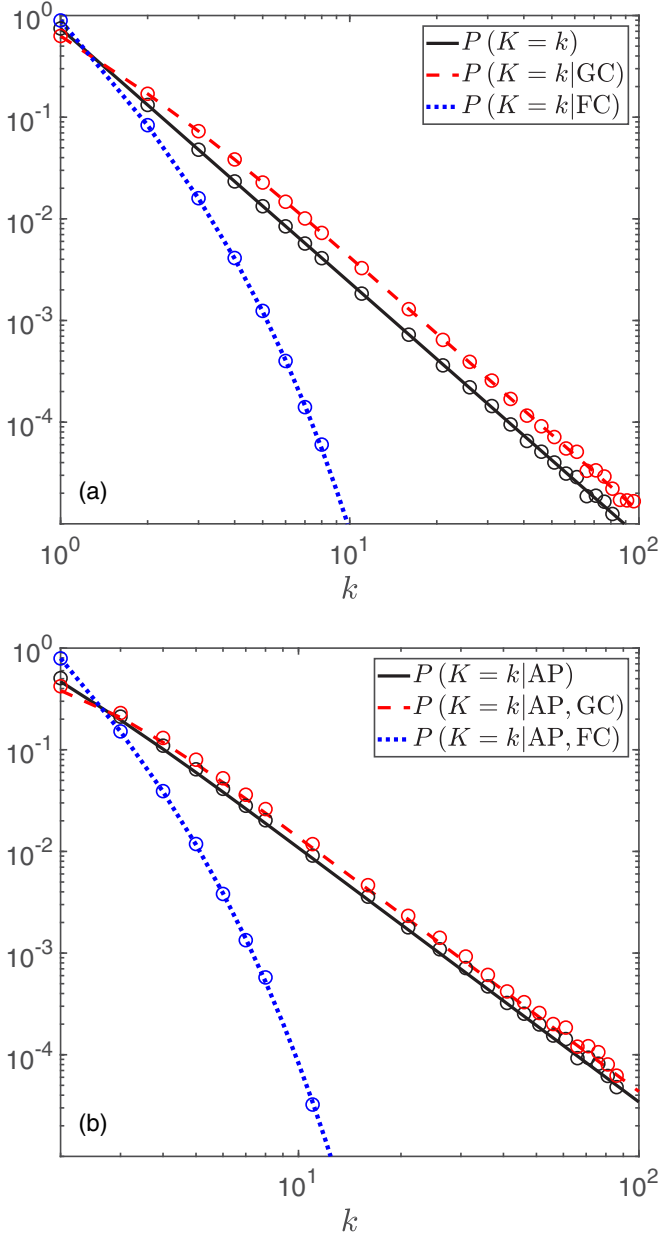 10^0
10^-1
10^-2
10^-3
10^-4
P (K = k)
P (K = k|GC)
P (K = k|FC)
(a)
10^0 10^1 10^2
k
10^0
10^-1
10^-2
10^-3
10^-4
P (K = k|AP)
P (K = k|AP, GC)
P (K = k|AP, FC)
(b)
10^1 10^2
k